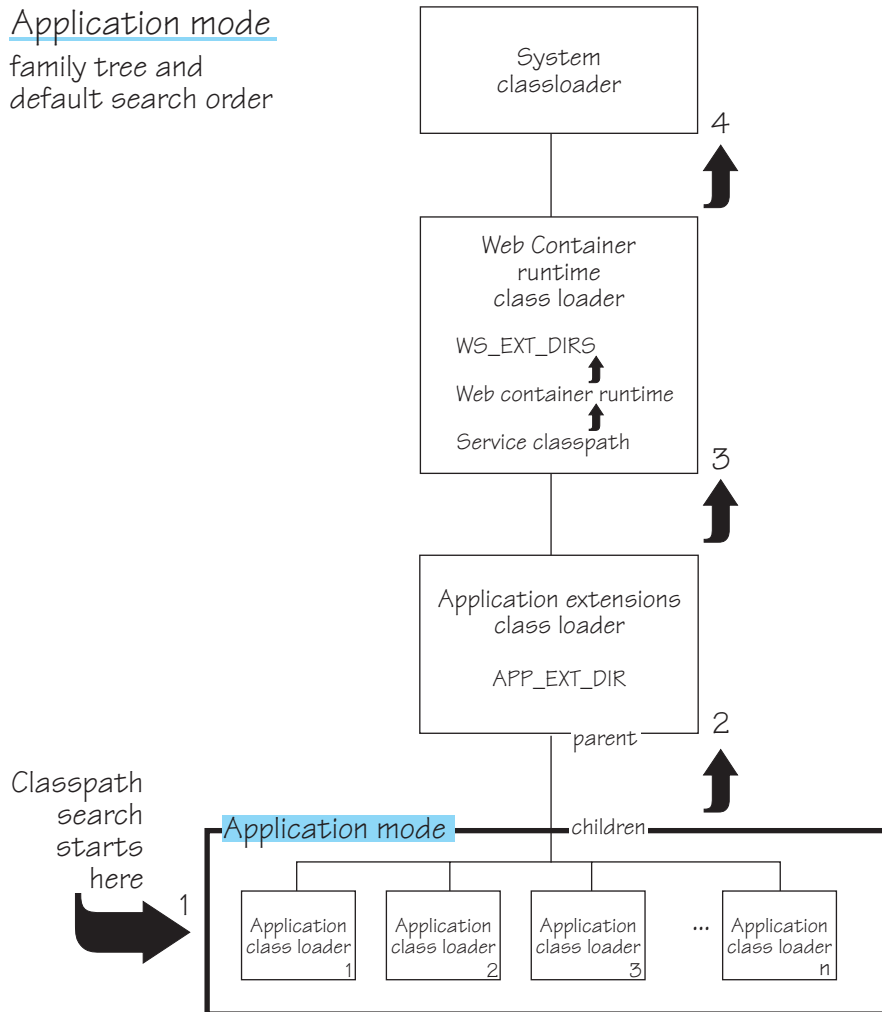 Application mode
family tree and
default search order
System
classloader
4
Web Container
runtime
class loader
WS_EXT_DIRS
Web container runtime
Service classpath
3
Application extensions
class loader
APP_EXT_DIR
2
parent
Classpath
search
starts
here
1
Application mode
children
Application
class loader
1
Application
class loader
2
Application
class loader
3
...
Application
class loader
n